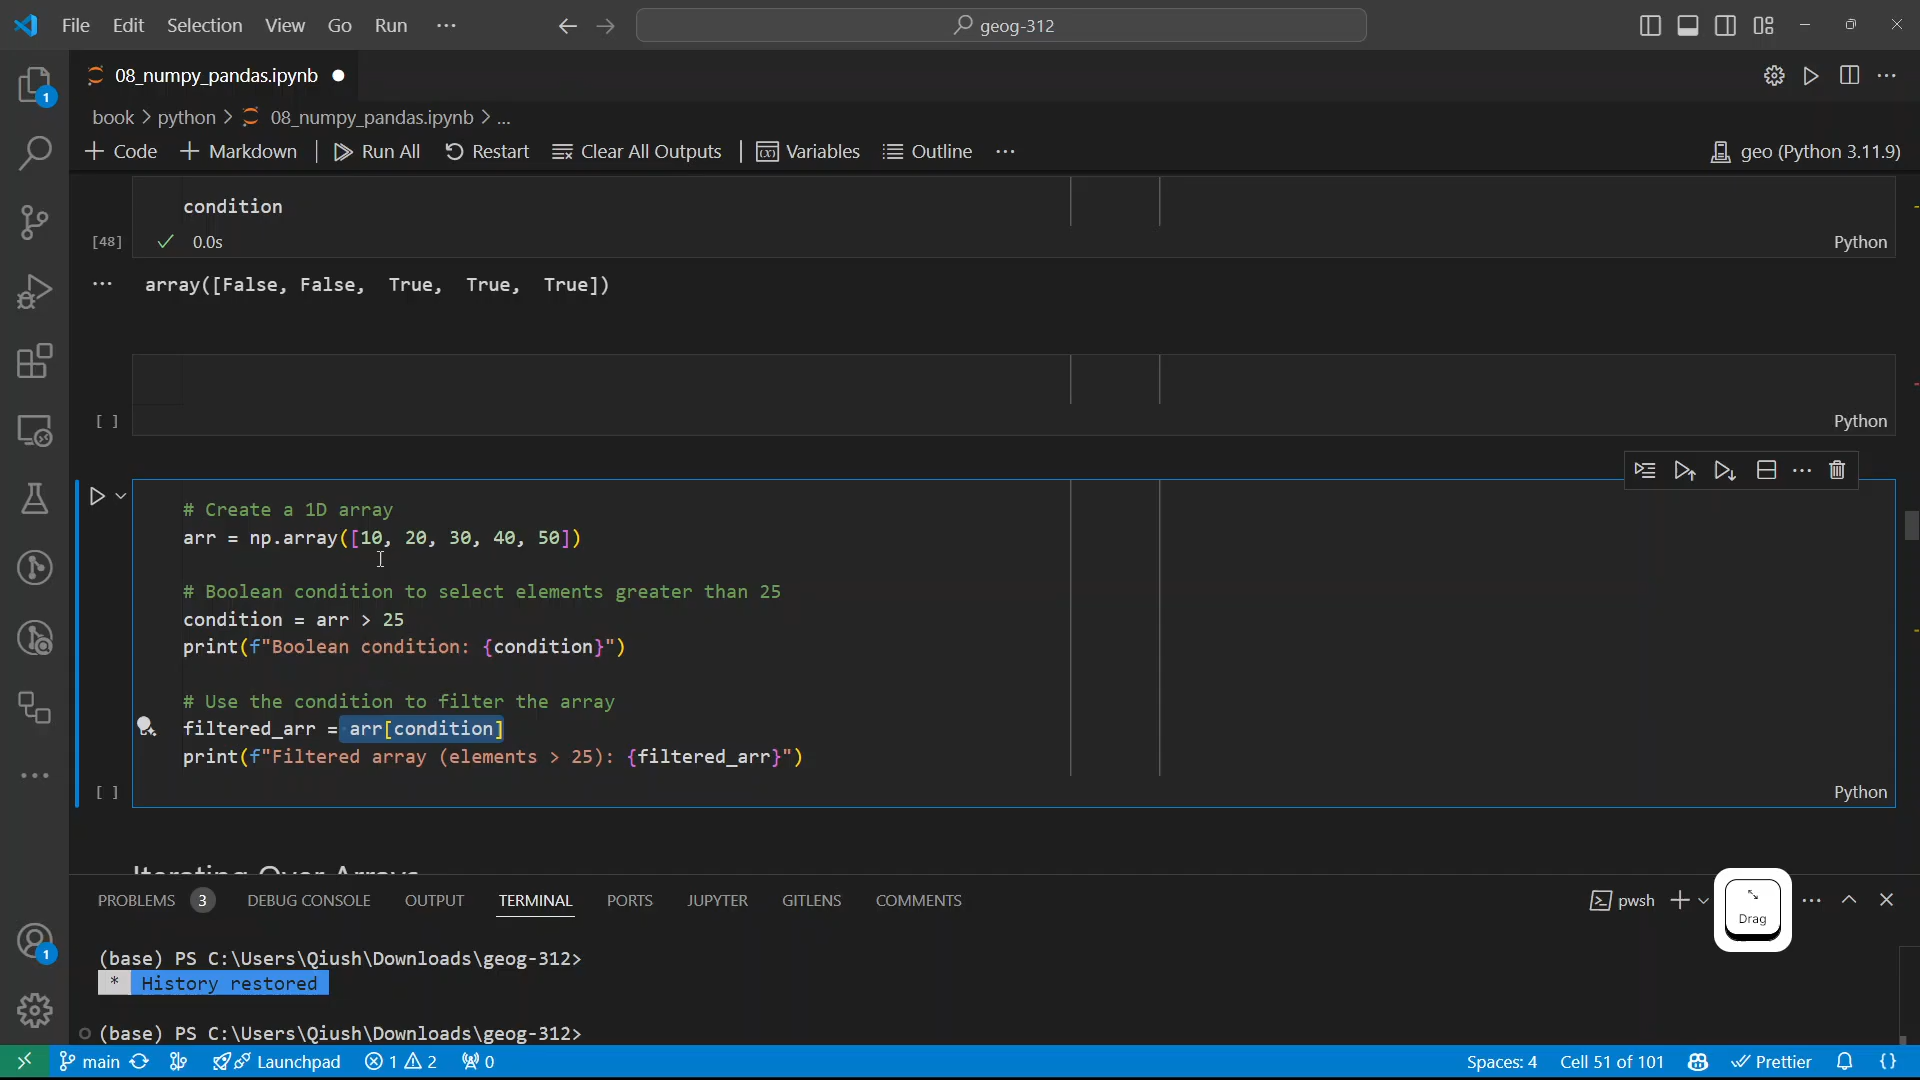 File Edit Selection View Go Run ...
geog-312
08_numpy_pandas.ipynb
1
book > python > 08_numpy_pandas.ipynb > ...
+ Code + Markdown Run All Restart Clear All Outputs Variables Outline ...
geo (Python 3.11.9)
condition
[48] 0.0s Python
array([False, False,  True,  True,  True])
[ ] Python
# Create a 1D array
arr = np.array([10, 20, 30, 40, 50])
# Boolean condition to select elements greater than 25
condition = arr > 25
print(f"Boolean condition: {condition}")
# Use the condition to filter the array
filtered_arr = arr[condition]
print(f"Filtered array (elements > 25): {filtered_arr}")
[ ] Python
Iterating Over Arrays
PROBLEMS 3 DEBUG CONSOLE OUTPUT TERMINAL PORTS JUPYTER GITLENS COMMENTS
pwsh
Drag
(base) PS C:\Users\Qiush\Downloads\geog-312>
* History restored
(base) PS C:\Users\Qiush\Downloads\geog-312>
1
main Launchpad 1 2 0 Spaces: 4 Cell 51 of 101 Prettier {}